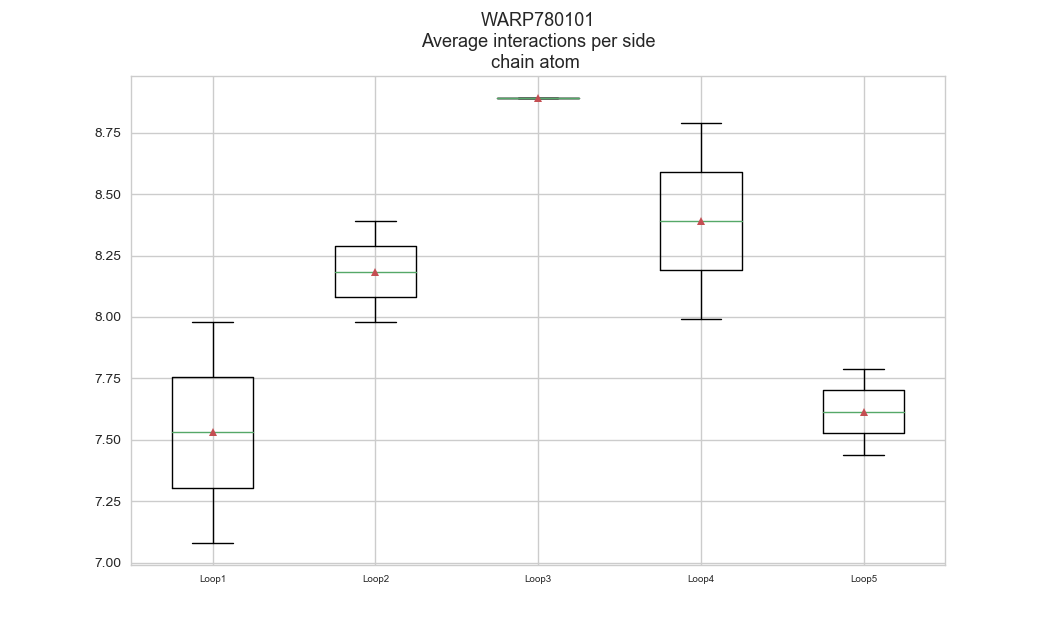 WARP780101
Average interactions per side
chain atom
8.75
8.50
8.25
8.00
7.75
7.50
7.25
7.00
Loop1
Loop2
Loop3
Loop4
Loop5